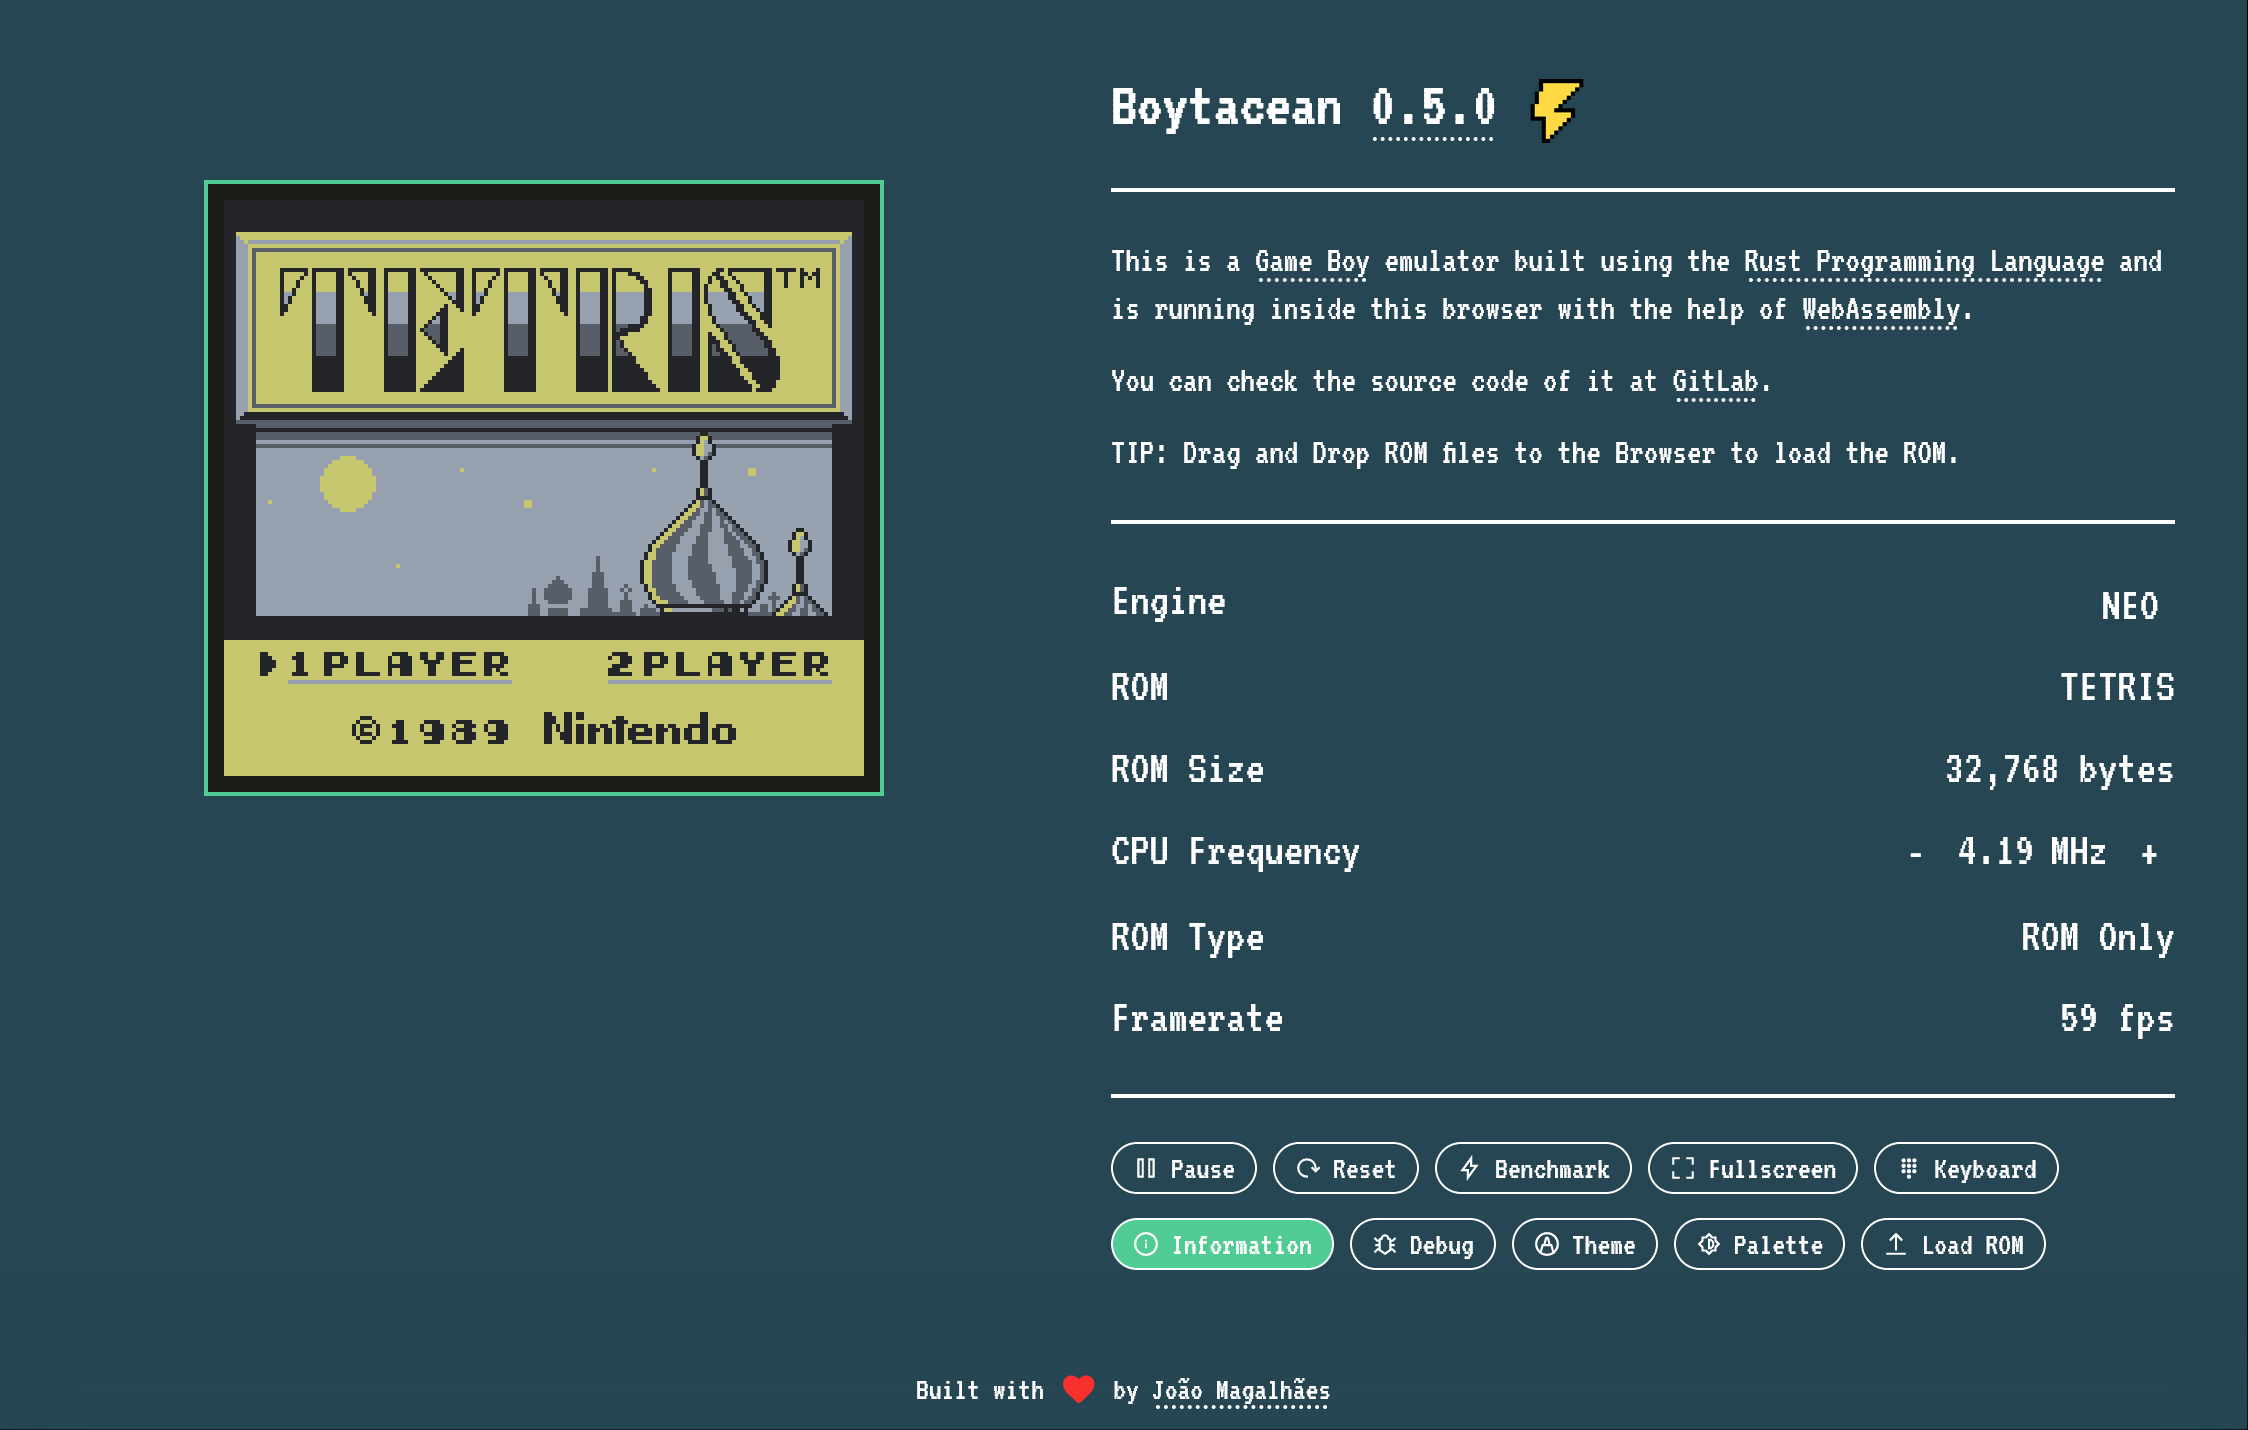 TETRIS™
1PLAYER 2PLAYER
©1989 Nintendo
Boytacean 0.5.0
This is a Game Boy emulator built using the Rust Programming Language and
is running inside this browser with the help of WebAssembly.
You can check the source code of it at GitLab.
TIP: Drag and Drop ROM files to the Browser to load the ROM.
Engine NEO
ROM TETRIS
ROM Size 32,768 bytes
CPU Frequency - 4.19 MHz +
ROM Type ROM Only
Framerate 59 fps
Pause Reset Benchmark Fullscreen Keyboard
Information Debug Theme Palette Load ROM
Built with ❤ by João Magalhães